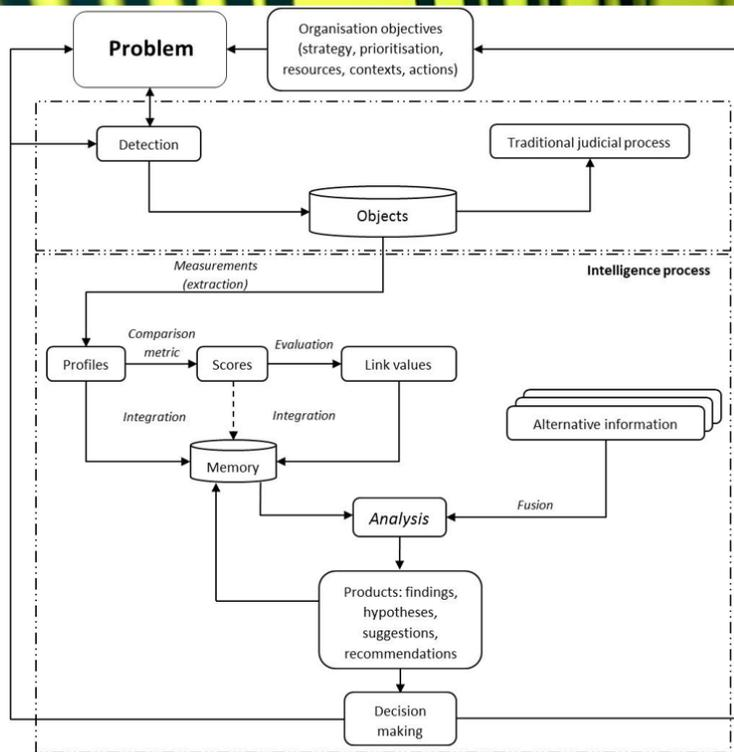 Problem
Organisation objectives
(strategy, prioritisation,
resources, contexts, actions)
Detection
Traditional judicial process
Objects
Measurements
(extraction)
Intelligence process
Profiles
Comparison
metric
Scores
Evaluation
Link values
Integration
Integration
Alternative information
Memory
Analysis
Fusion
Products: findings,
hypotheses,
suggestions,
recommendations
Decision
making